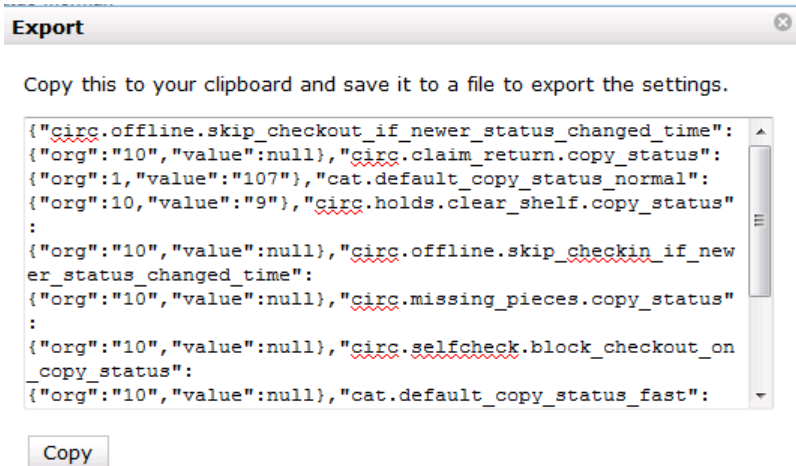 Export
Copy this to your clipboard and save it to a file to export the settings.
{"circ.offline.skip_checkout_if_newer_status_changed_time":
{"org":"10","value":null},"circ.claim_return.copy_status":
{"org":1,"value":"107"},"cat.default_copy_status_normal":
{"org":10,"value":"9"},"circ.holds.clear_shelf.copy_status"
:
{"org":"10","value":null},"circ.offline.skip_checkin_if_new
er_status_changed_time":
{"org":"10","value":null},"circ.missing_pieces.copy_status"
:
{"org":"10","value":null},"circ.selfcheck.block_checkout_on
_copy_status":
{"org":"10","value":null},"cat.default_copy_status_fast":
Copy